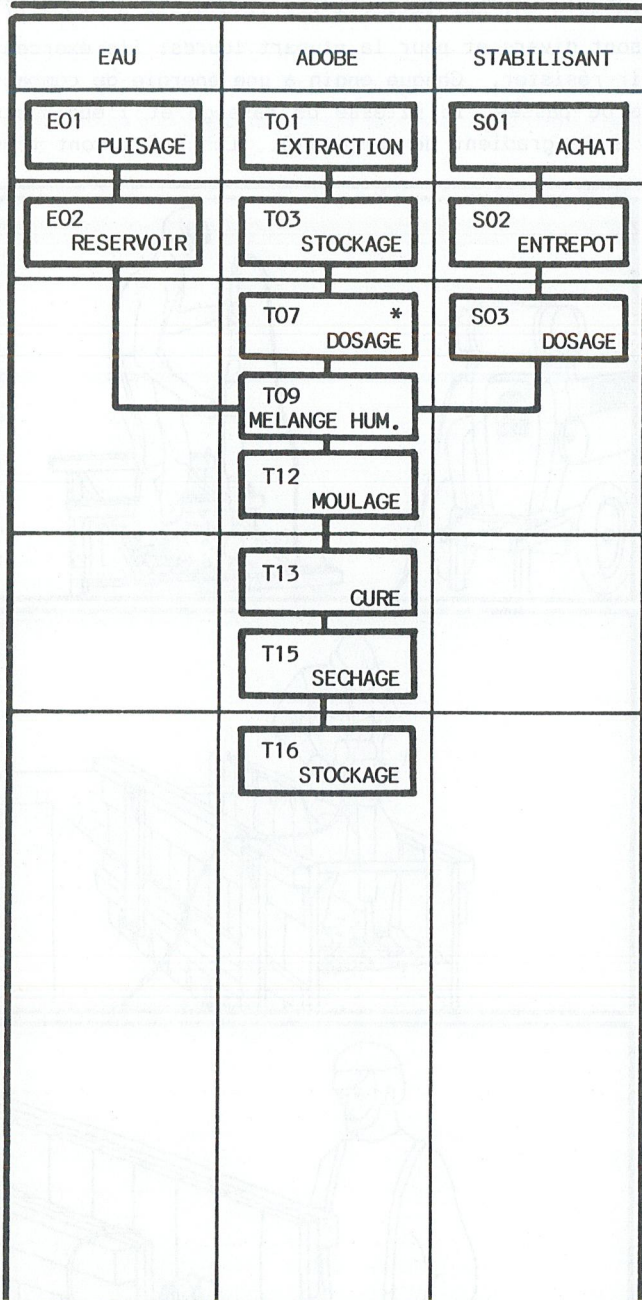 EAU
ADOBE
STABILISANT
E01
PUISAGE
T01
EXTRACTION
S01
ACHAT
E02
RESERVOIR
T03
STOCKAGE
S02
ENTREPOT
T07 *
DOSAGE
S03
DOSAGE
T09
MELANGE HUM.
T12
MOULAGE
T13
CURE
T15
SECHAGE
T16
STOCKAGE